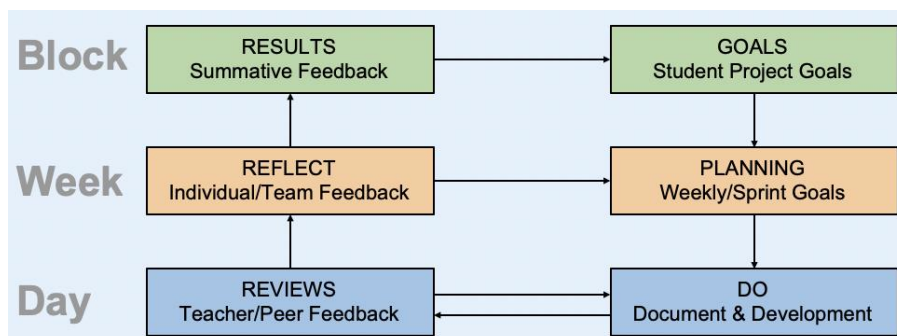 Block
RESULTS
Summative Feedback
GOALS
Student Project Goals
Week
REFLECT
Individual/Team Feedback
PLANNING
Weekly/Sprint Goals
Day
REVIEWS
Teacher/Peer Feedback
DO
Document & Development